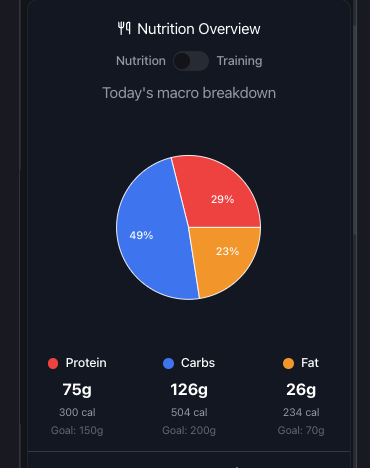 Nutrition Overview
Nutrition Training
Today's macro breakdown
29%
49%
23%
Protein Carbs Fat
75g 126g 26g
300 cal 504 cal 234 cal
Goal: 150g Goal: 200g Goal: 70g